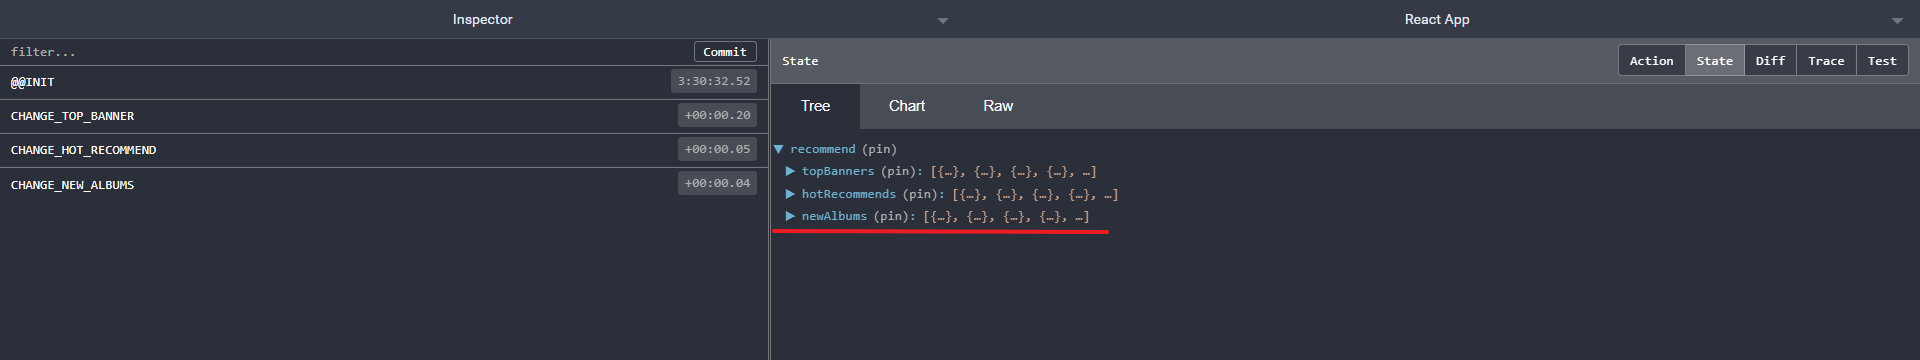 Inspector
React App
filter...
Commit
@@INIT
3:30:32.52
CHANGE_TOP_BANNER
+00:00.20
CHANGE_HOT_RECOMMEND
+00:00.05
CHANGE_NEW_ALBUMS
+00:00.04
State
Action State Diff Trace Test
Tree Chart Raw
recommend (pin)
topBanners (pin): [{…}, {…}, {…}, {…}, …]
hotRecommends (pin): [{…}, {…}, {…}, {…}, …]
newAlbums (pin): [{…}, {…}, {…}, {…}, …]